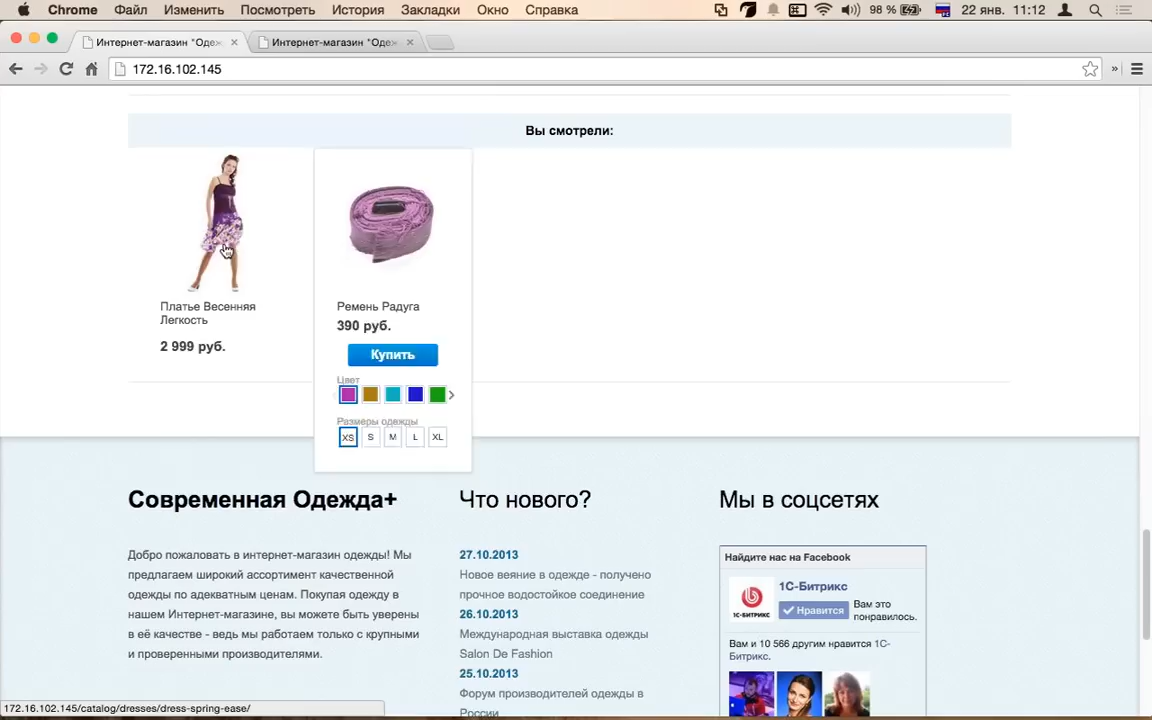 Chrome Файл Изменить Посмотреть История Закладки Окно Справка 98 % 22 янв. 11:12
Интернет-магазин "Одеж Интернет-магазин "Одеж
172.16.102.145
Вы смотрели:
Платье Весенняя
Легкость
2 999 руб.
Ремень Радуга
390 руб.
Купить
Цвет
Размеры одежды
XS S M L XL
Современная Одежда+
Добро пожаловать в интернет-магазин одежды! Мы
предлагаем широкий ассортимент качественной
одежды по адекватным ценам. Покупая одежду в
нашем Интернет-магазине, вы можете быть уверены
в её качестве - ведь мы работаем только с крупными
и проверенными производителями.
Что нового?
27.10.2013
Новое веяние в одежде - получено
прочное водостойкое соединение
26.10.2013
Международная выставка одежды
Salon De Fashion
25.10.2013
Форум производителей одежды в
России
Мы в соцсетях
Найдите нас на Facebook
1С-БИТРИКС
1С-Битрикс
Нравится
Вам это
понравилось.
Вам и 10 566 другим нравится 1С-
Битрикс.
172.16.102.145/catalog/dresses/dress-spring-ease/